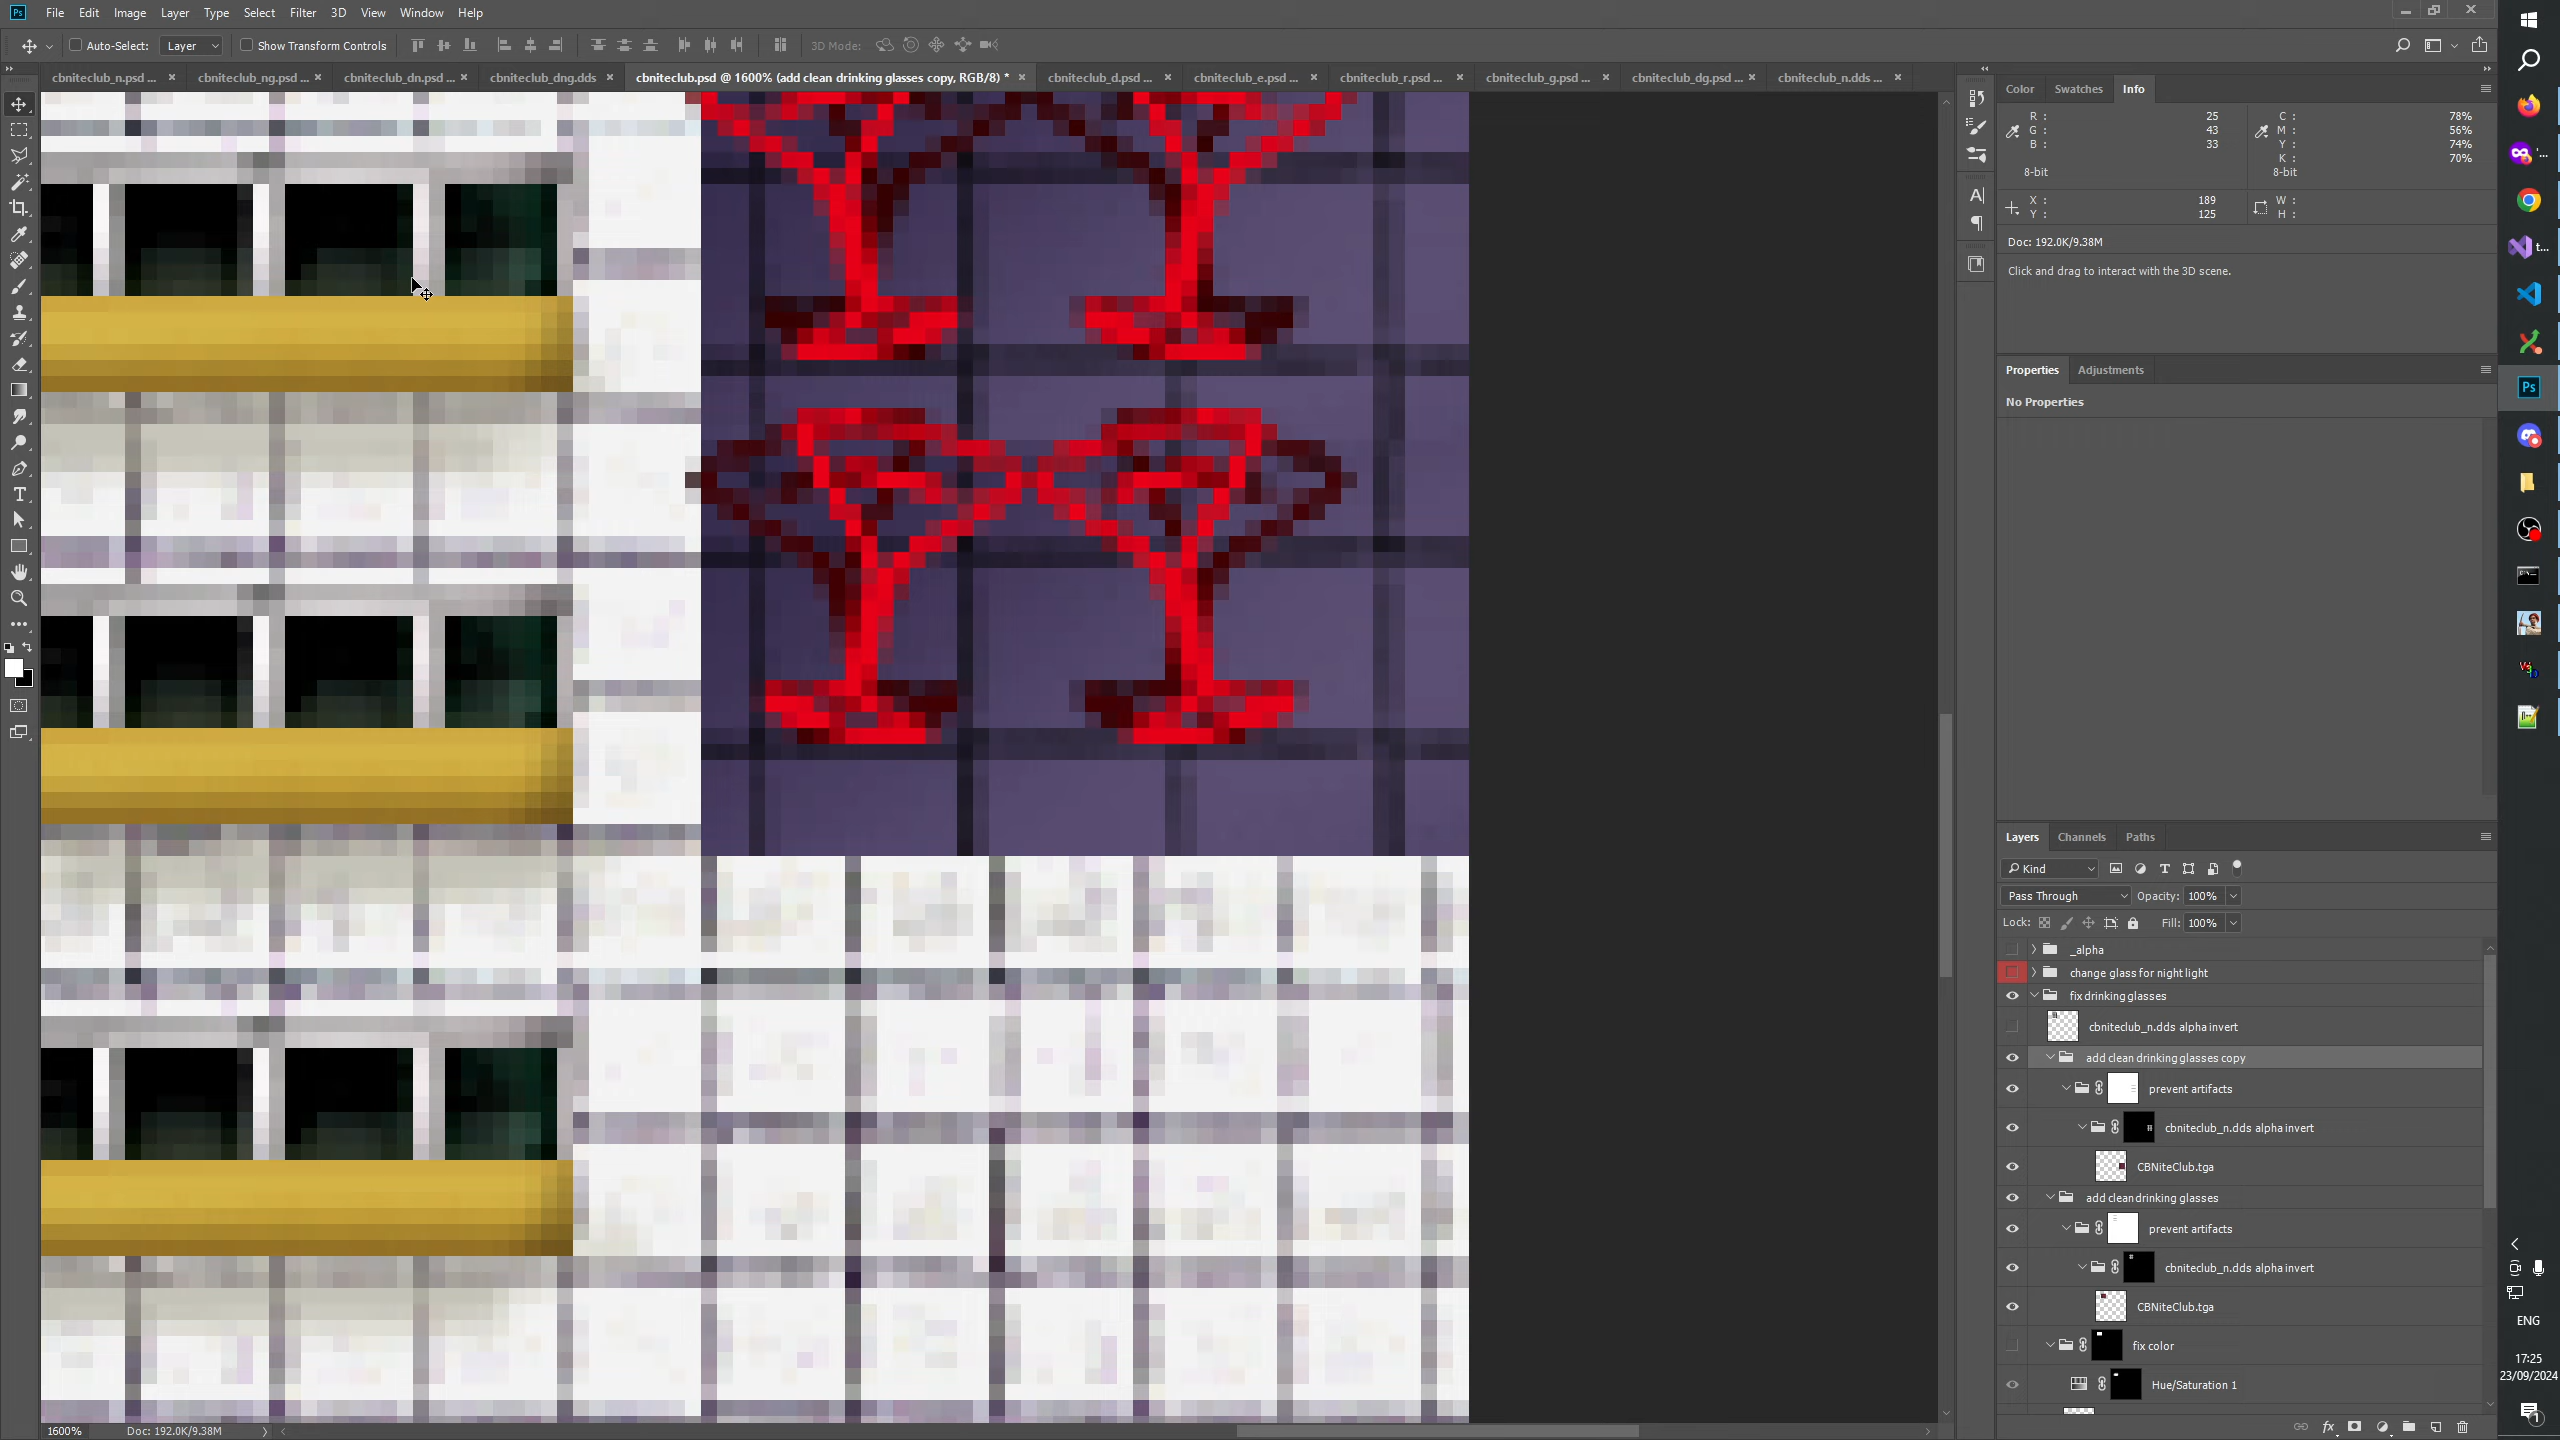 Ps File Edit Image Layer Type Select Filter 3D View Window Help
Auto-Select: Layer Show Transform Controls 3D Mode:
cbniteclub_n.psd ... × cbniteclub_ng.psd ... × cbniteclub_dn.psd ... × cbniteclub_dng.dds × cbniteclub.psd @ 1600% (add clean drinking glasses copy, RGB/8) * × cbniteclub_d.psd ... × cbniteclub_e.psd ... × cbniteclub_r.psd ... × cbniteclub_g.psd ... × cbniteclub_dg.psd ... × cbniteclub_n.dds ... ×
Color Swatches Info
R : 25 C : 78%
G : 43 M : 56%
B : 33 Y : 74%
K : 70%
8-bit 8-bit
X : 189 W :
Y : 125 H :
Doc: 192.0K/9.38M
Click and drag to interact with the 3D scene.
Properties Adjustments
No Properties
Layers Channels Paths
Kind
Pass Through Opacity: 100%
Lock: Fill: 100%
_alpha
change glass for night light
fix drinking glasses
cbniteclub_n.dds alpha invert
add clean drinking glasses copy
prevent artifacts
cbniteclub_n.dds alpha invert
CBNiteClub.tga
add clean drinking glasses
prevent artifacts
cbniteclub_n.dds alpha invert
CBNiteClub.tga
fix color
Hue/Saturation 1
1600% Doc: 192.0K/9.38M
Ps
ENG
17:25
23/09/2024
1